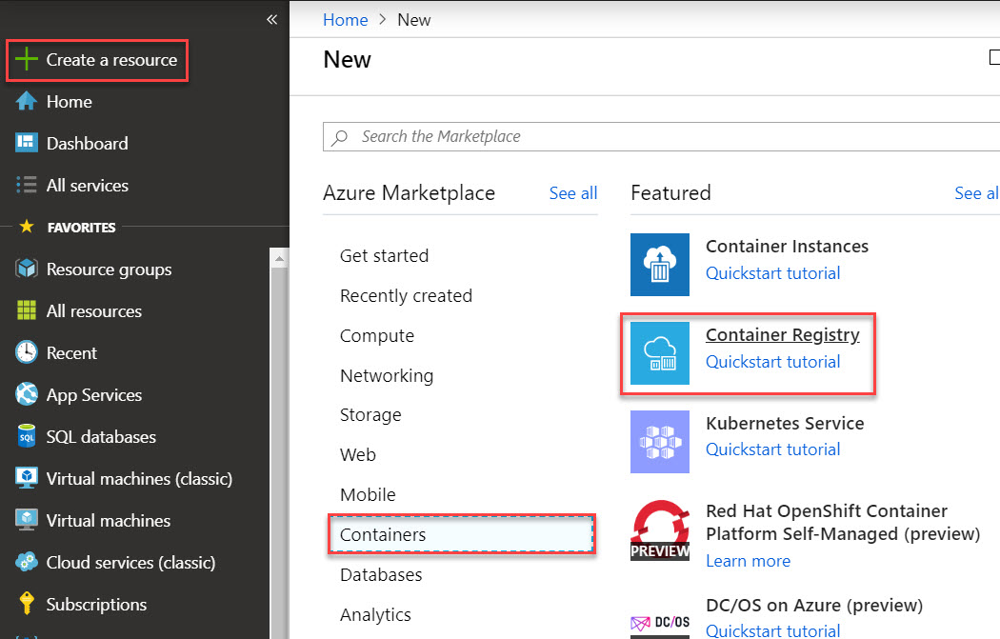 «
Create a resource
Home
Dashboard
All services
FAVORITES
Resource groups
All resources
Recent
App Services
SQL
SQL databases
Virtual machines (classic)
Virtual machines
Cloud services (classic)
Subscriptions
Home > New
New
Search the Marketplace
Azure Marketplace
See all
Get started
Recently created
Compute
Networking
Storage
Web
Mobile
Containers
Databases
Analytics
Featured
See al
Container Instances
Quickstart tutorial
Container Registry
Quickstart tutorial
Kubernetes Service
Quickstart tutorial
PREVIEW
Red Hat OpenShift Container
Platform Self-Managed (preview)
Learn more
DC/OS
DC/OS on Azure (preview)
Quickstart tutorial